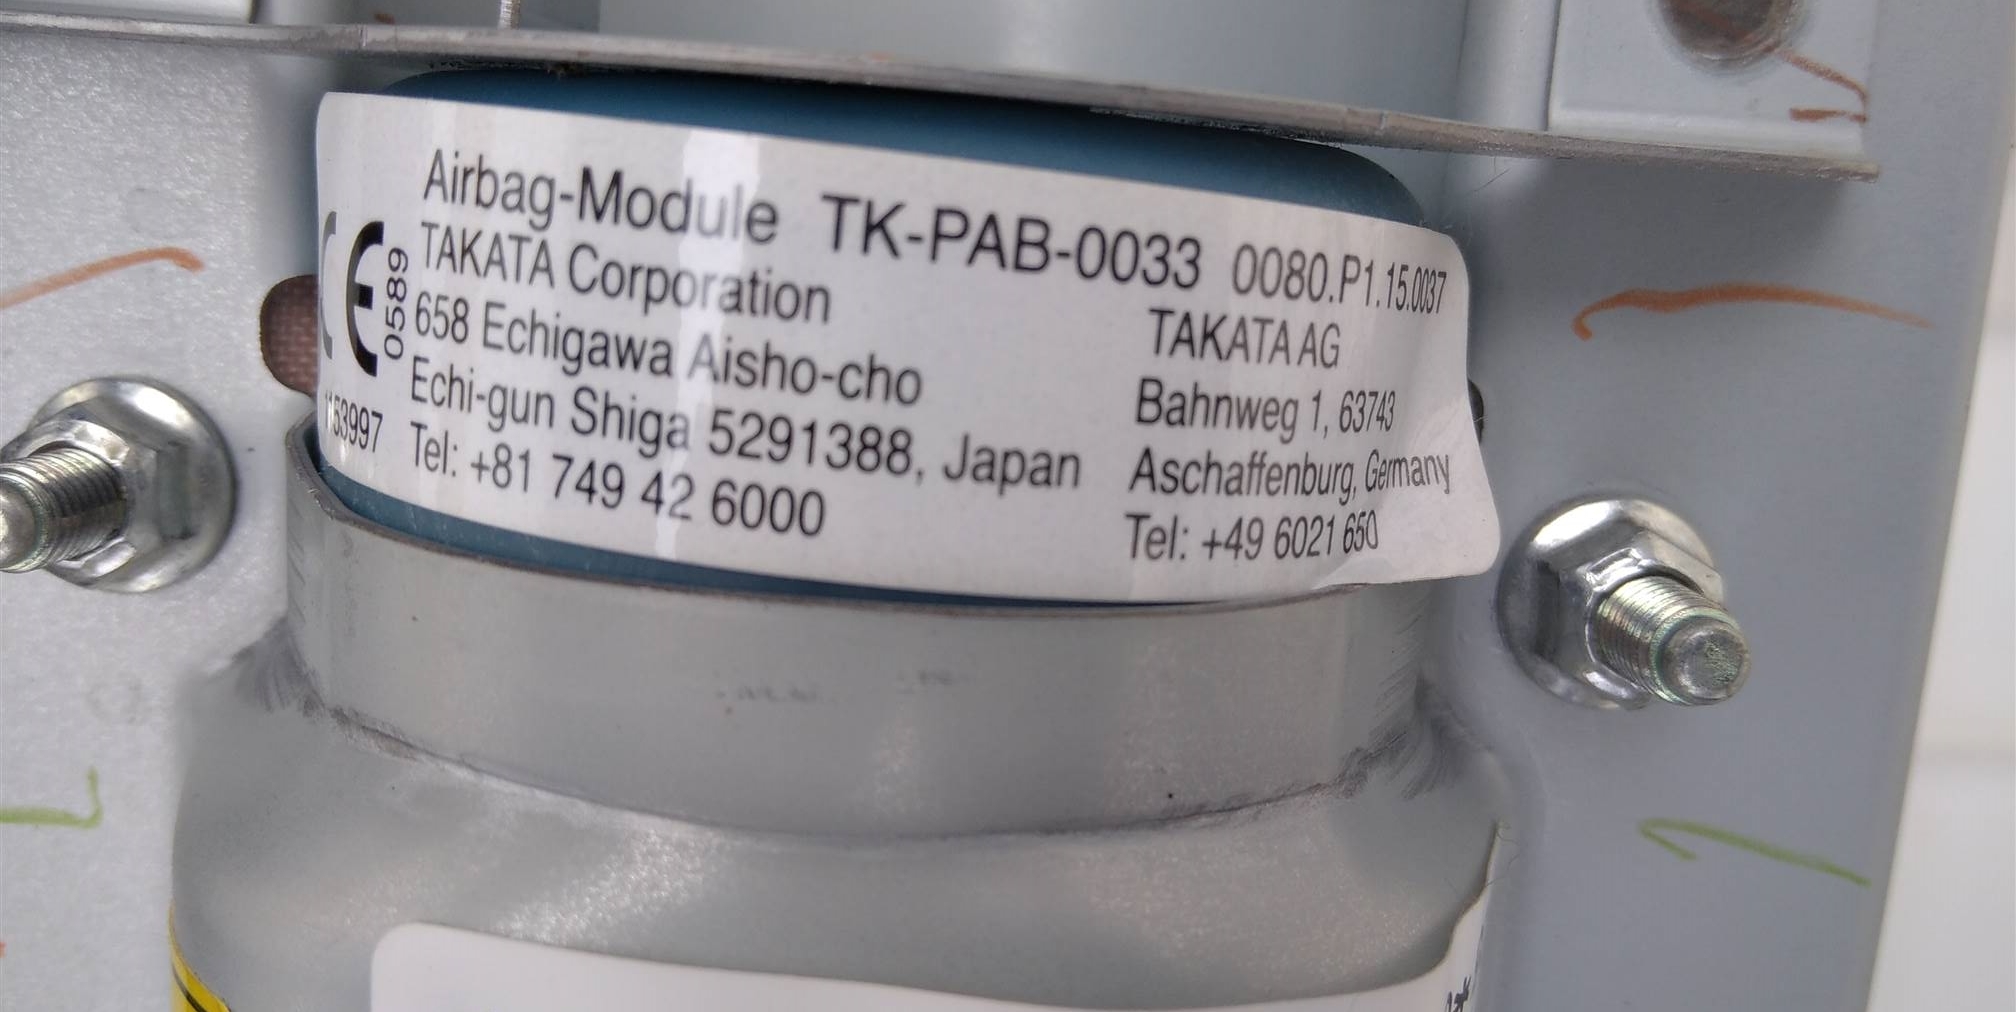 Airbag-Module TK-PAB-0033 0080.P1.15.0037
CE 0589
TAKATA Corporation
658 Echigawa Aisho-cho
Echi-gun Shiga 5291388, Japan
Tel: +81 749 42 6000
TAKATA AG
Bahnweg 1, 63743
Aschaffenburg, Germany
Tel: +49 6021 650
1153997